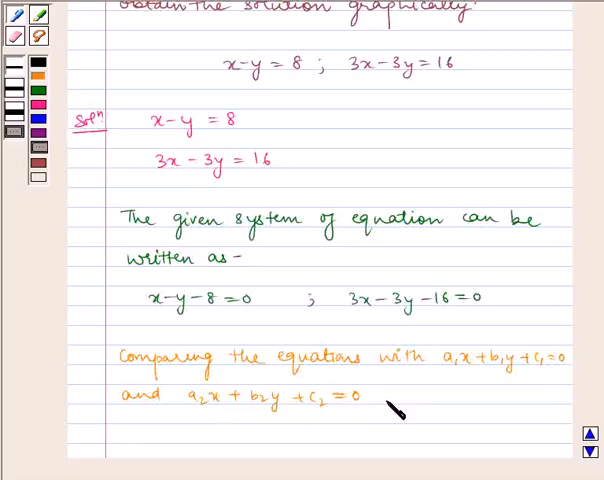 obtain the solution graphically.
x-y = 8 ; 3x-3y = 16
Solⁿ:
x-y = 8
3x - 3y = 16
The given system of equation can be
written as -
x-y-8 = 0 ; 3x-3y-16 = 0
Comparing the equations with a₁x + b₁y + c₁ = 0
and a₂x + b₂y + c₂ = 0